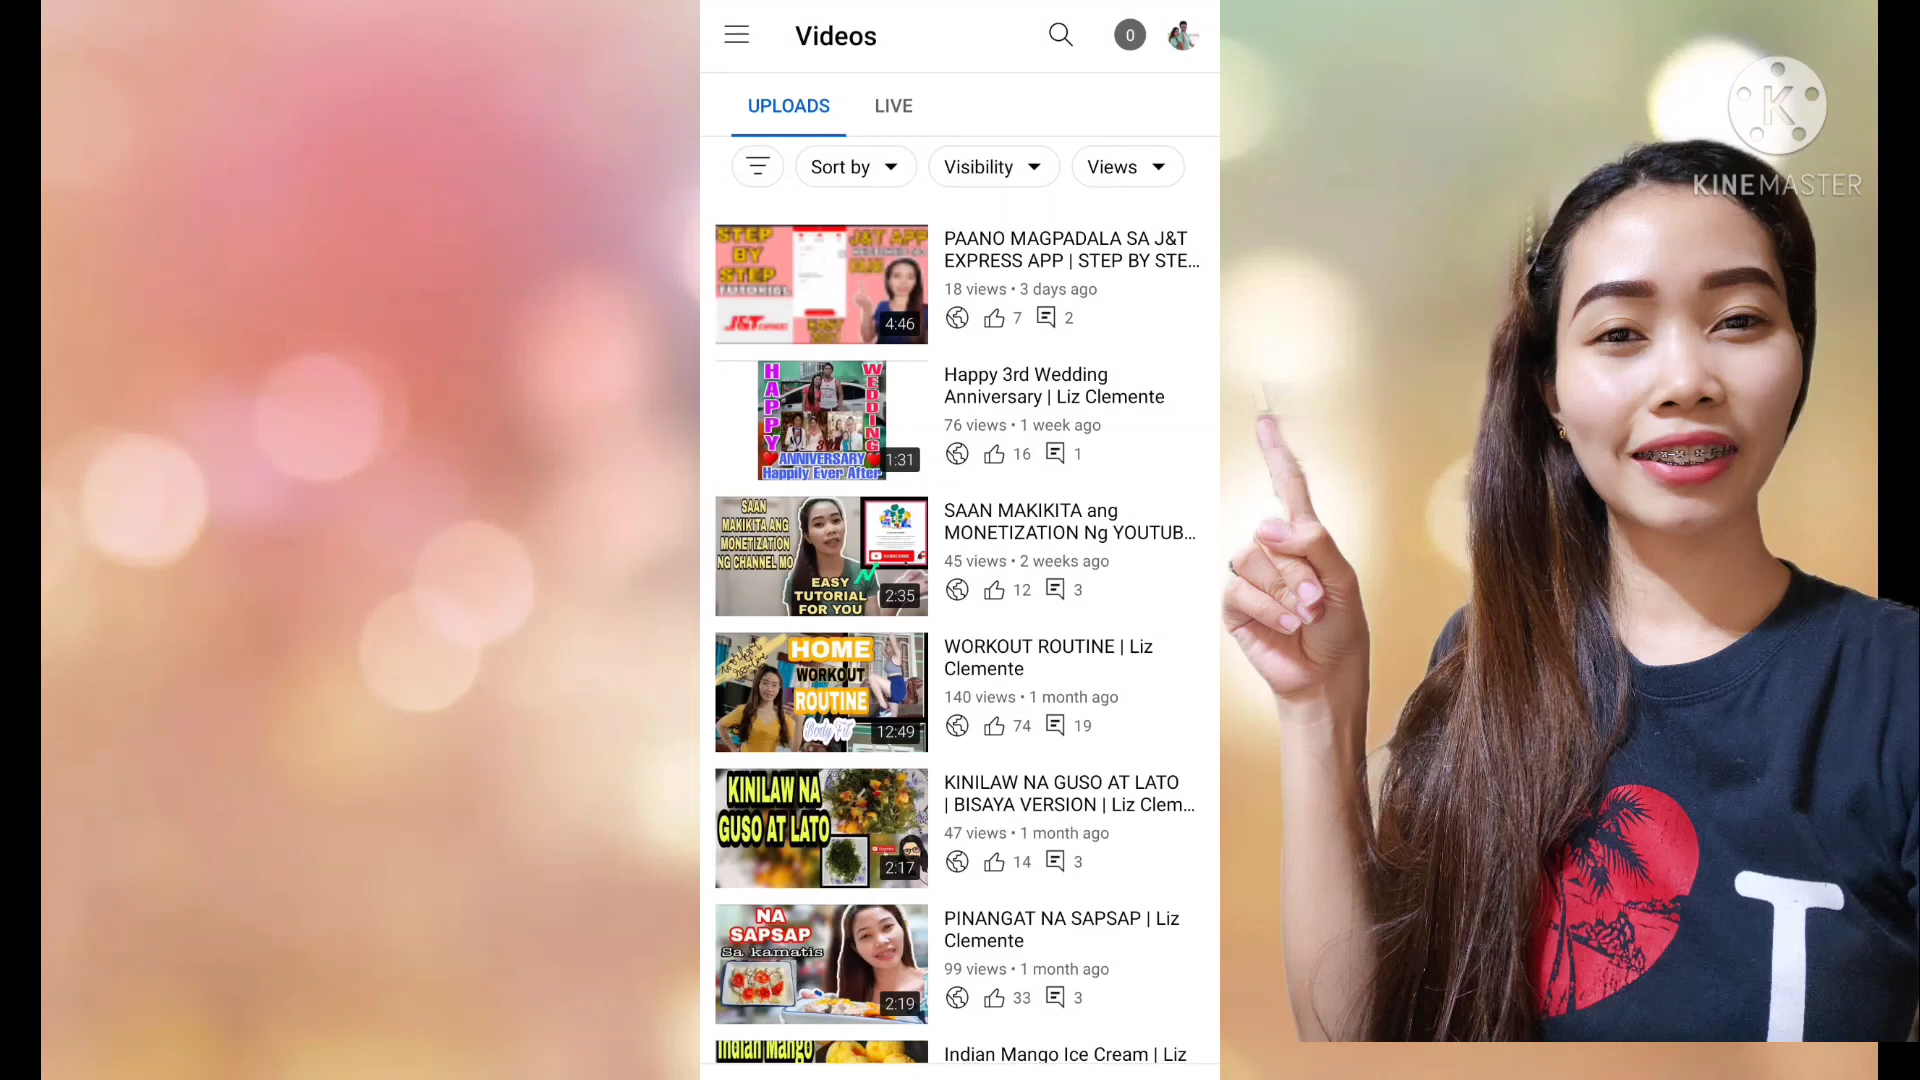 Videos
0
UPLOADS
LIVE
Sort by
Visibility
Views
STEP
BY
STEP
TUTORIAL
J&T APP
J&T EXPRESS
4:46
PAANO MAGPADALA SA J&T
EXPRESS APP | STEP BY STE...
18 views • 3 days ago
7
2
HAPPY
WEDDING
ANNIVERSARY
Happily Ever After
1:31
Happy 3rd Wedding
Anniversary | Liz Clemente
76 views • 1 week ago
16
1
SAAN
MAKIKITA ANG
MONETIZATION
NG CHANNEL MO
SUBSCRIBE
EASY
TUTORIAL
FOR YOU
2:35
SAAN MAKIKITA ang
MONETIZATION Ng YOUTUB...
45 views • 2 weeks ago
12
3
HOME
WORKOUT
ROUTINE
Body Fit
12:49
WORKOUT ROUTINE | Liz
Clemente
140 views • 1 month ago
74
19
KINILAW NA
GUSO AT LATO
2:17
KINILAW NA GUSO AT LATO
| BISAYA VERSION | Liz Clem...
47 views • 1 month ago
14
3
NA
SAPSAP
Sa kamatis
2:19
PINANGAT NA SAPSAP | Liz
Clemente
99 views • 1 month ago
33
3
Indian Mango
Indian Mango Ice Cream | Liz
K
KINEMASTER
I